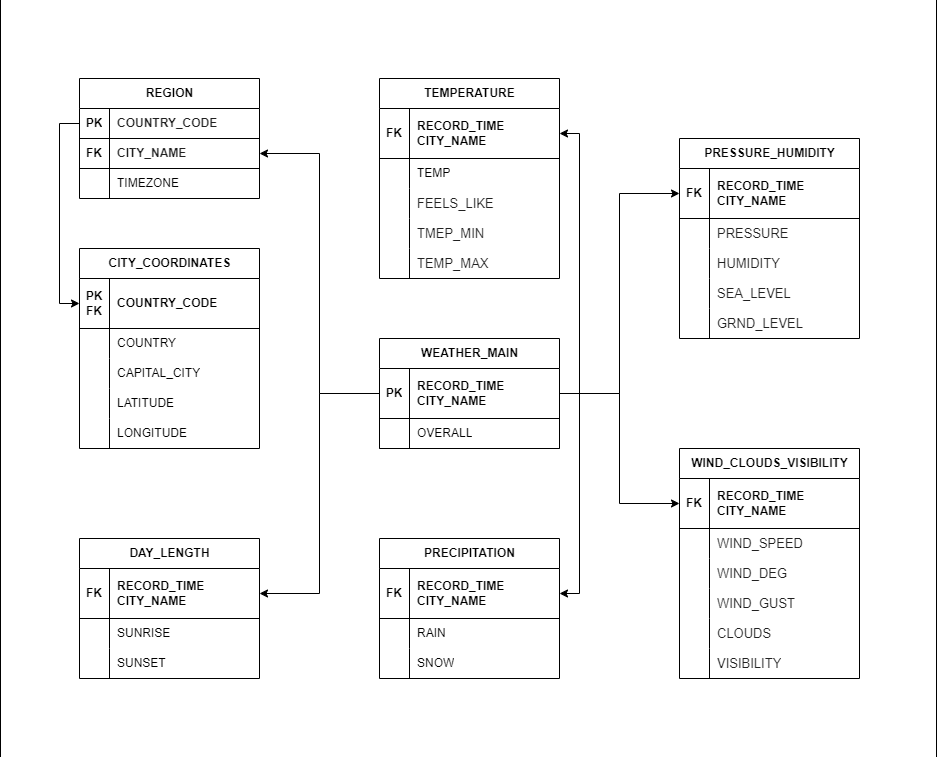 REGION
PK COUNTRY_CODE
FK CITY_NAME
TIMEZONE
CITY_COORDINATES
PK
FK
COUNTRY_CODE
COUNTRY
CAPITAL_CITY
LATITUDE
LONGITUDE
DAY_LENGTH
FK
RECORD_TIME
CITY_NAME
SUNRISE
SUNSET
TEMPERATURE
FK
RECORD_TIME
CITY_NAME
TEMP
FEELS_LIKE
TMEP_MIN
TEMP_MAX
WEATHER_MAIN
PK
RECORD_TIME
CITY_NAME
OVERALL
PRECIPITATION
FK
RECORD_TIME
CITY_NAME
RAIN
SNOW
PRESSURE_HUMIDITY
FK
RECORD_TIME
CITY_NAME
PRESSURE
HUMIDITY
SEA_LEVEL
GRND_LEVEL
WIND_CLOUDS_VISIBILITY
FK
RECORD_TIME
CITY_NAME
WIND_SPEED
WIND_DEG
WIND_GUST
CLOUDS
VISIBILITY